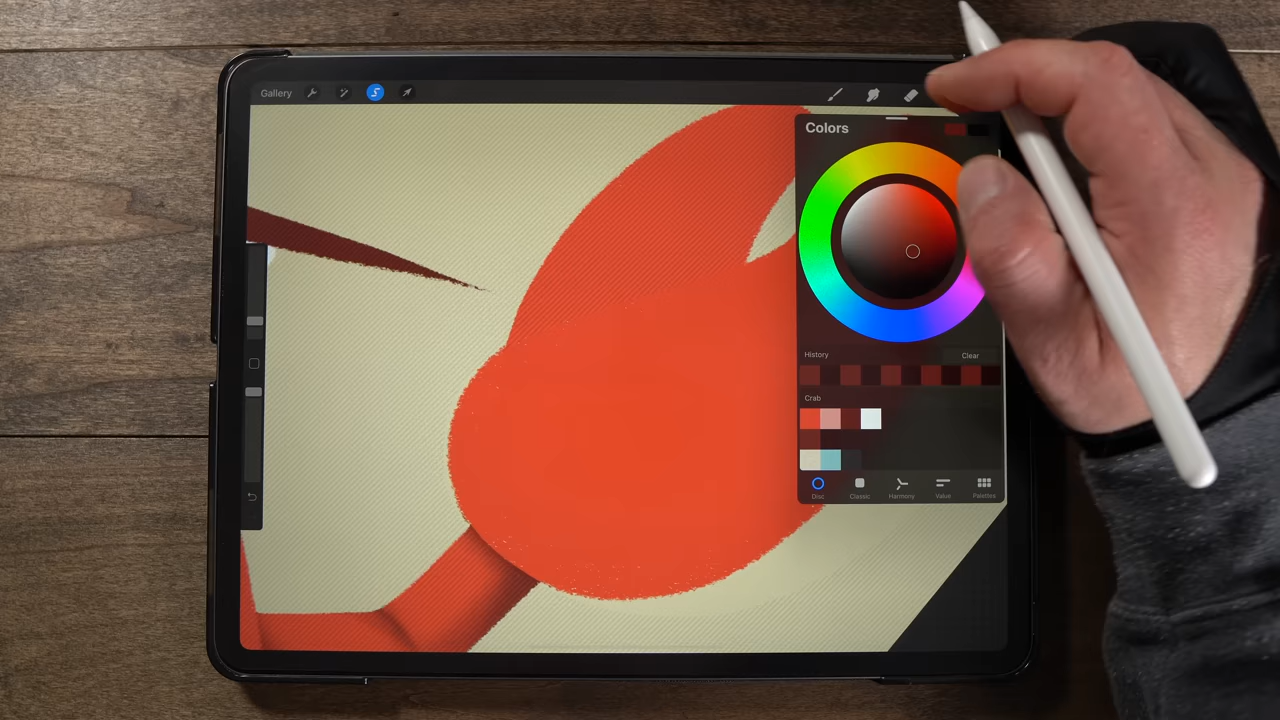 Gallery
Colors
History Clear
Crab
Disc Classic Harmony Value Palettes